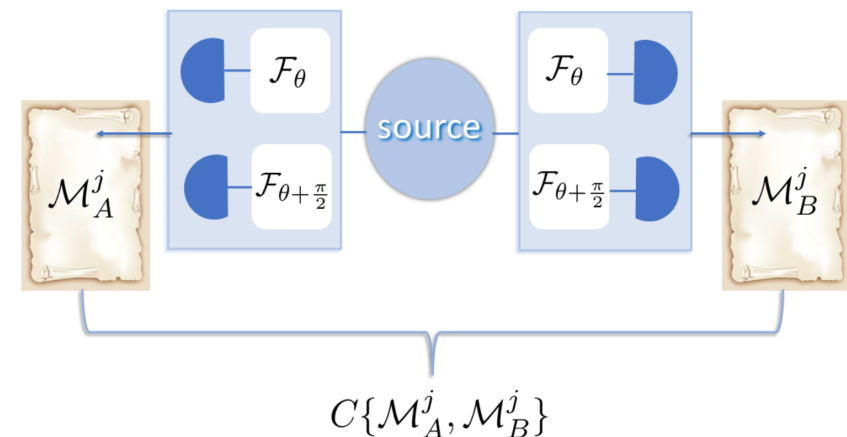 𝓕_θ 𝓕_θ
source
𝓜_A^j 𝓜_B^j
𝓕_{θ+π/2} 𝓕_{θ+π/2}
C{𝓜_A^j, 𝓜_B^j}